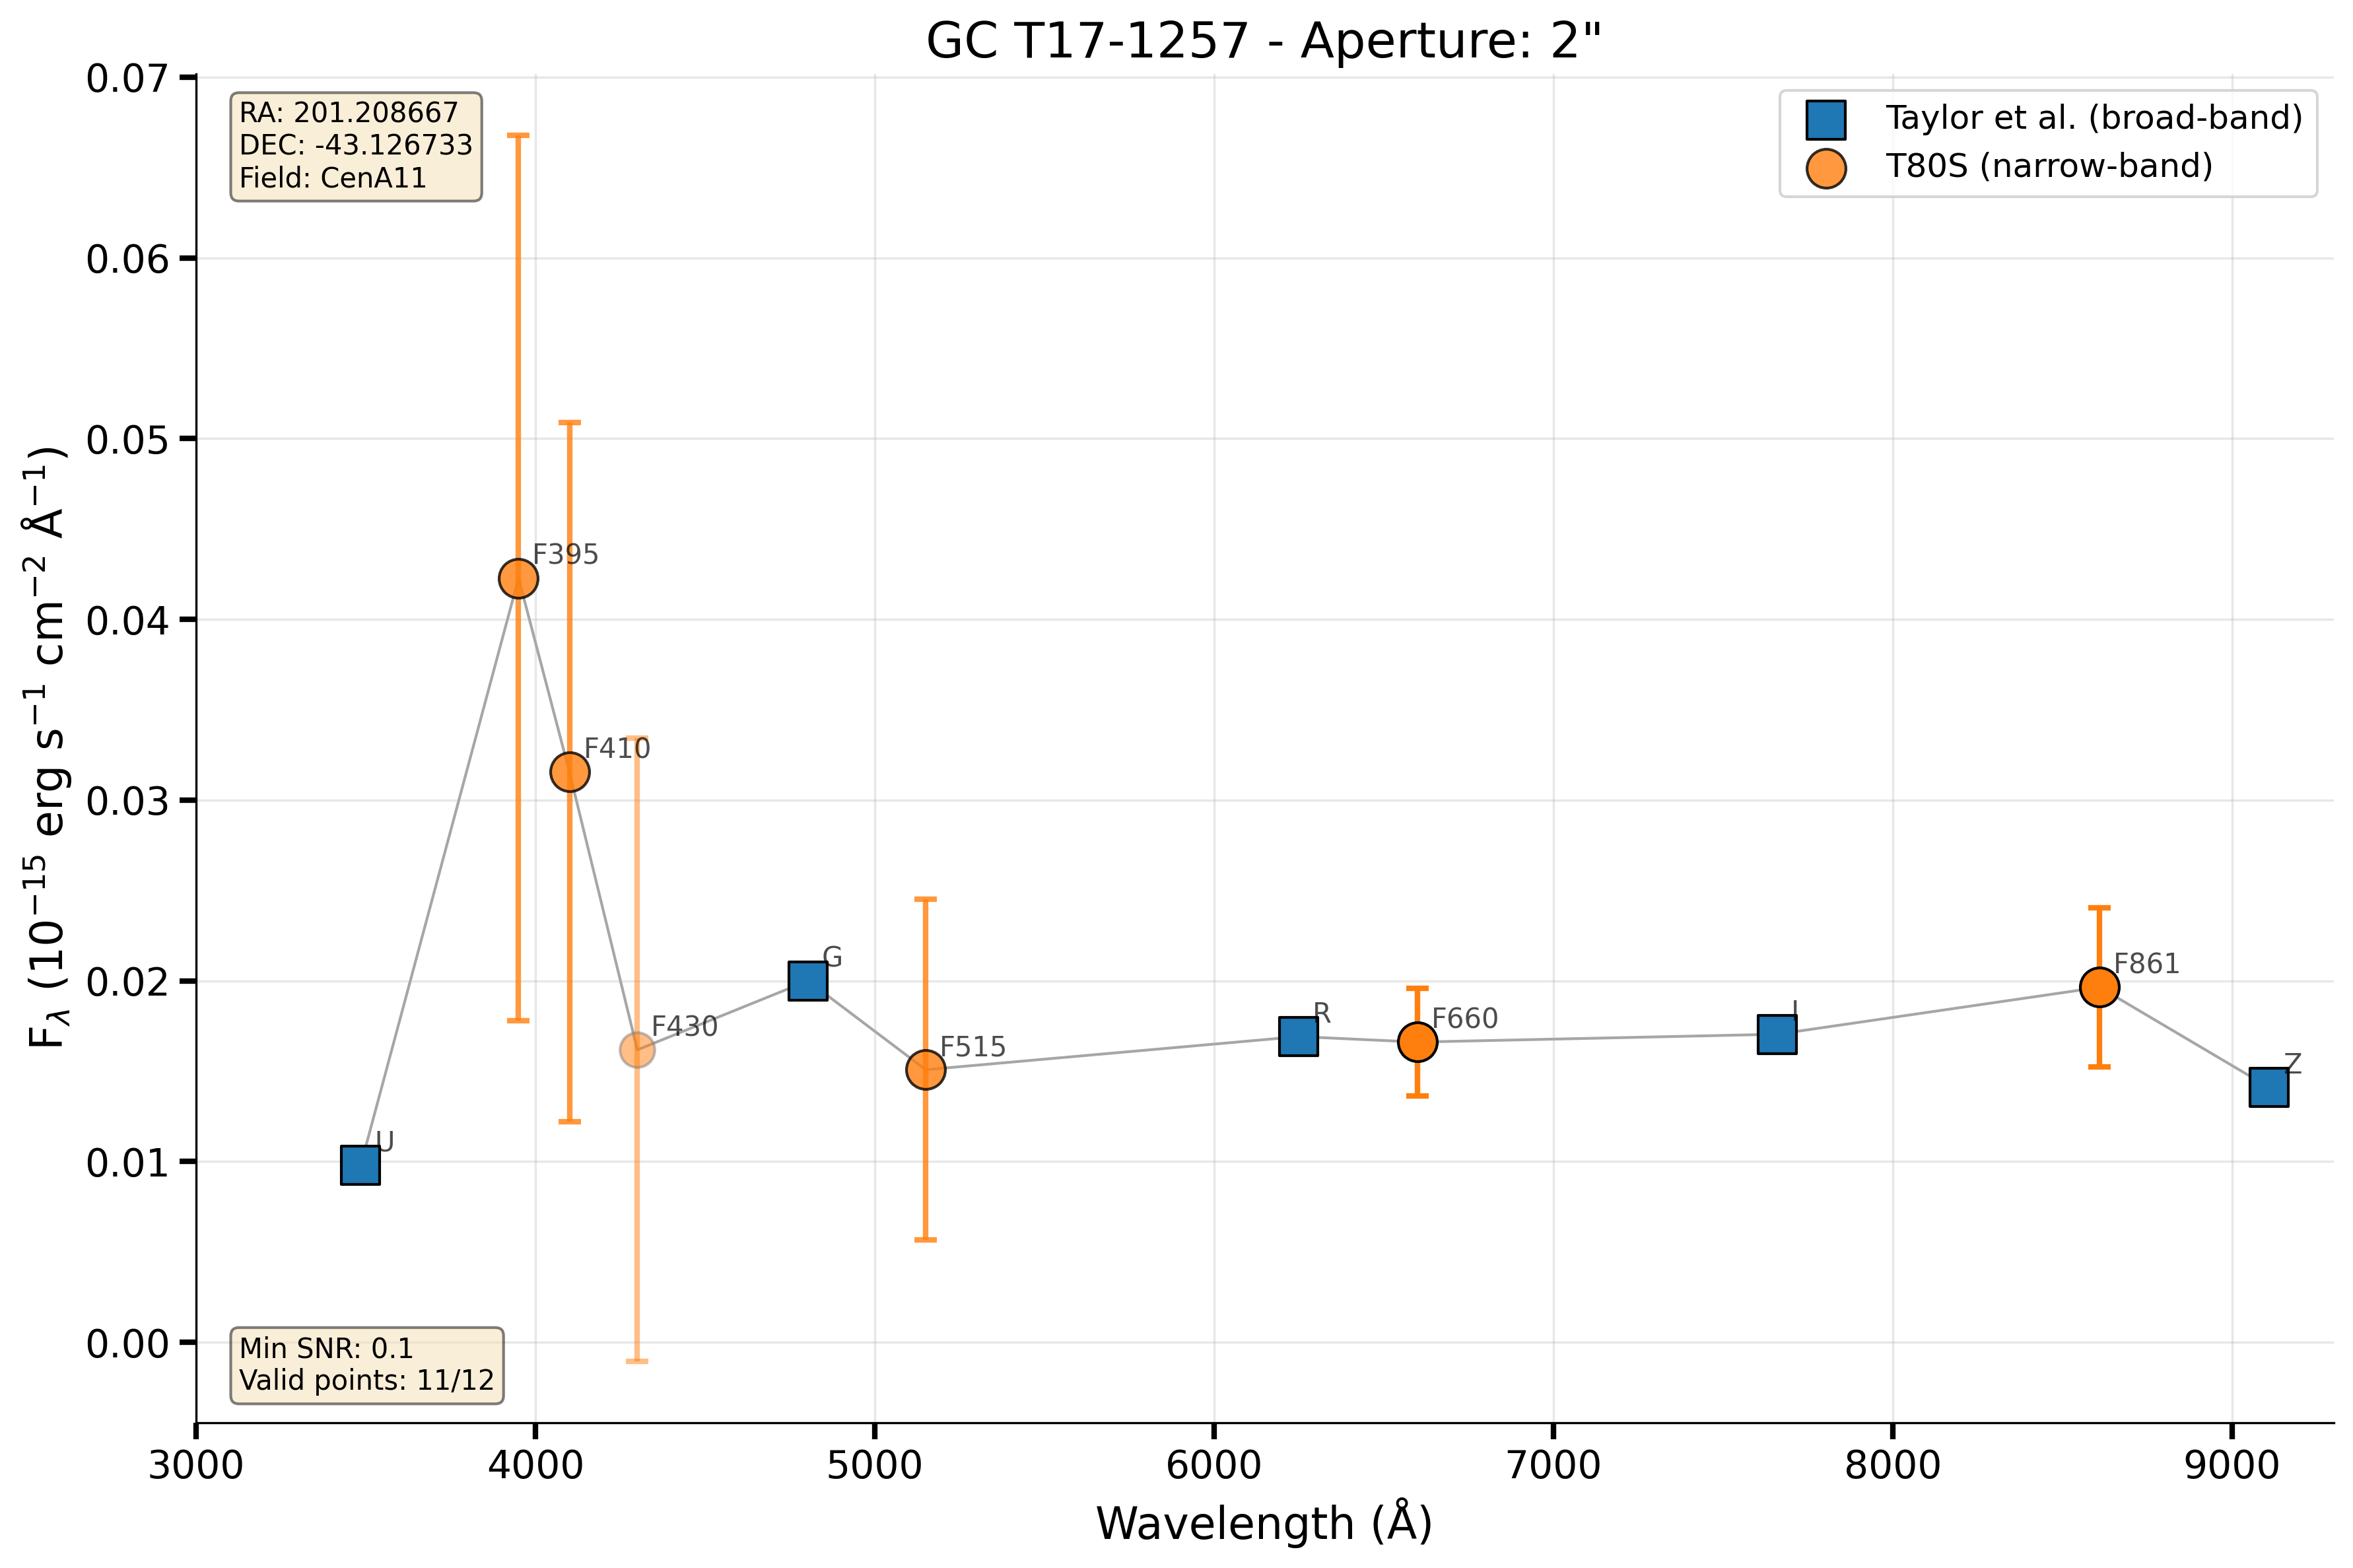 GC T17-1257 - Aperture: 2"
RA: 201.208667
DEC: -43.126733
Field: CenA11
Taylor et al. (broad-band)
T80S (narrow-band)
F_λ (10⁻¹⁵ erg s⁻¹ cm⁻² Å⁻¹)
0.07
0.06
0.05
0.04
0.03
0.02
0.01
0.00
U
F395
F410
F430
G
F515
R
F660
I
F861
Z
Min SNR: 0.1
Valid points: 11/12
3000 4000 5000 6000 7000 8000 9000
Wavelength (Å)